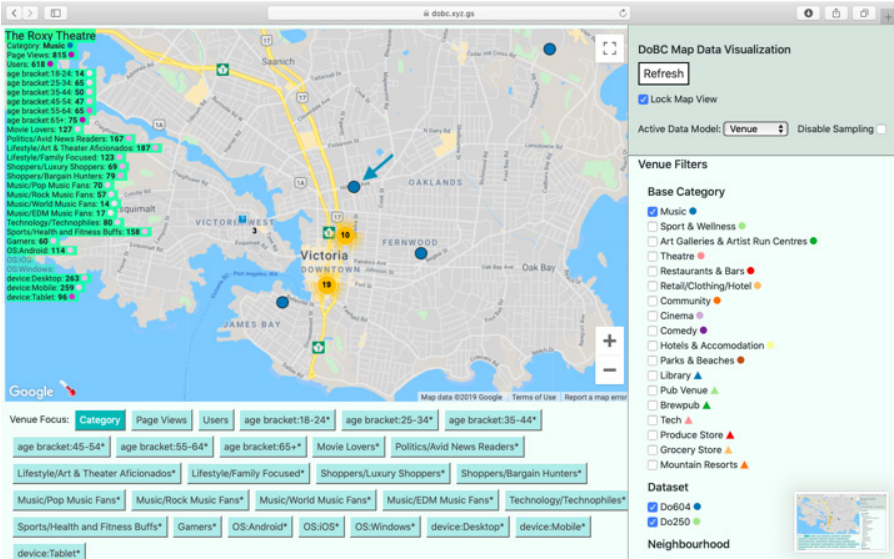 dobc.xyz.gs
The Roxy Theatre
Category: Music
Page Views: 815
Users: 618
age bracket:18-24: 14
age bracket:25-34: 65
age bracket:35-44: 50
age bracket:45-54: 47
age bracket:55-64: 65
age bracket:65+: 75
Movie Lovers: 127
Politics/Avid News Readers: 167
Lifestyle/Art & Theater Aficionados: 187
Lifestyle/Family Focused: 123
Shoppers/Luxury Shoppers: 69
Shoppers/Bargain Hunters: 79
Music/Pop Music Fans: 70
Music/Rock Music Fans: 57
Music/World Music Fans: 14
Music/EDM Music Fans: 17
Technology/Technophiles: 80
Sports/Health and Fitness Buffs: 158
Gamers: 60
OS:Android: 114
OS:iOS:
OS:Windows:
device:Desktop: 263
device:Mobile: 259
device:Tablet: 96
Saanich
OAKLANDS
squimalt
VICTORIA WEST
3
10
FERNWOOD
Victoria
DOWNTOWN
Oak Bay Ave
Oak Bay
19
JAMES BAY
17
1A
1
Google
Map data ©2019 Google
Terms of Use
Report a map error
DoBC Map Data Visualization
Refresh
Lock Map View
Active Data Model: Venue
Disable Sampling
Venue Filters
Base Category
Music
Sport & Wellness
Art Galleries & Artist Run Centres
Theatre
Restaurants & Bars
Retail/Clothing/Hotel
Community
Cinema
Comedy
Hotels & Accomodation
Parks & Beaches
Library
Pub Venue
Brewpub
Tech
Produce Store
Grocery Store
Mountain Resorts
Dataset
Do604
Do250
Neighbourhood
Venue Focus: Category Page Views Users age bracket:18-24* age bracket:25-34* age bracket:35-44*
age bracket:45-54* age bracket:55-64* age bracket:65+* Movie Lovers* Politics/Avid News Readers*
Lifestyle/Art & Theater Aficionados* Lifestyle/Family Focused* Shoppers/Luxury Shoppers* Shoppers/Bargain Hunters*
Music/Pop Music Fans* Music/Rock Music Fans* Music/World Music Fans* Music/EDM Music Fans* Technology/Technophiles*
Sports/Health and Fitness Buffs* Gamers* OS:Android* OS:iOS* OS:Windows* device:Desktop* device:Mobile*
device:Tablet*